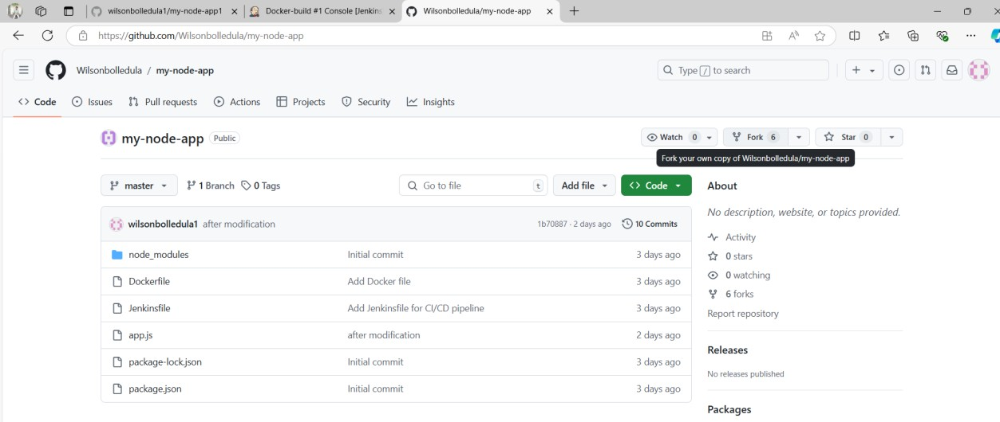 wilsonbolledula1/my-node-app1
Docker-build #1 Console [Jenkins
Wilsonbolledula/my-node-app
https://github.com/Wilsonbolledula/my-node-app
Wilsonbolledula / my-node-app
Type / to search
Code
Issues
Pull requests
Actions
Projects
Security
Insights
my-node-app Public
Watch 0
Fork 6
Star 0
Fork your own copy of Wilsonbolledula/my-node-app
master
1 Branch
0 Tags
Go to file t
Add file
Code
wilsonbolledula1 after modification 1b70887 · 2 days ago 10 Commits
node_modules Initial commit 3 days ago
Dockerfile Add Docker file 3 days ago
Jenkinsfile Add Jenkinsfile for CI/CD pipeline 3 days ago
app.js after modification 2 days ago
package-lock.json Initial commit 3 days ago
package.json Initial commit 3 days ago
About
No description, website, or topics provided.
Activity
0 stars
0 watching
6 forks
Report repository
Releases
No releases published
Packages